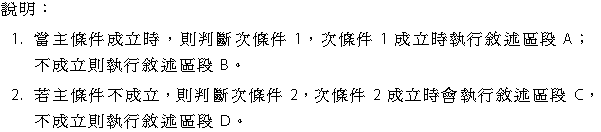 說明：
1. 當主條件成立時，則判斷次條件 1，次條件 1 成立時執行敘述區段 A；
不成立則執行敘述區段 B。
2. 若主條件不成立，則判斷次條件 2，次條件 2 成立時會執行敘述區段 C，
不成立則執行敘述區段 D。